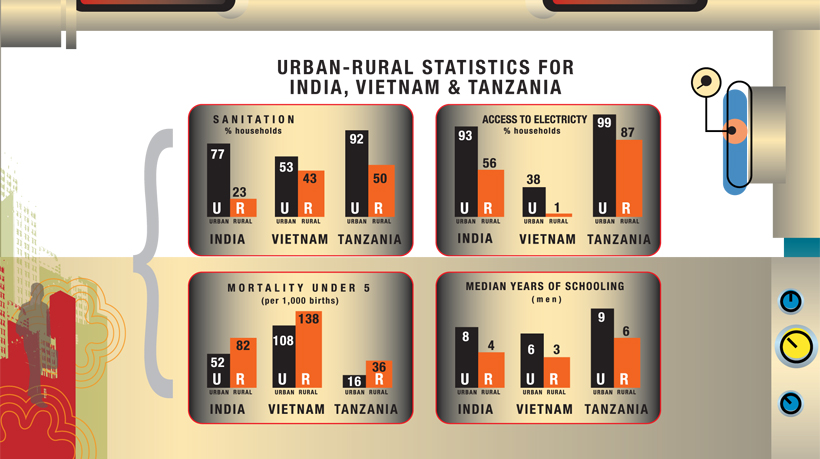 URBAN-RURAL STATISTICS FOR
INDIA, VIETNAM & TANZANIA
SANITATION
% households
77 23 53 43 92 50
U R U R U R
URBAN RURAL URBAN RURAL URBAN RURAL
INDIA VIETNAM TANZANIA
ACCESS TO ELECTRICITY
% households
93 56 38 1 99 87
U R U R U R
URBAN RURAL URBAN RURAL URBAN RURAL
INDIA VIETNAM TANZANIA
MORTALITY UNDER 5
(per 1,000 births)
52 82 108 138 16 36
U R U R U R
URBAN RURAL URBAN RURAL URBAN RURAL
INDIA VIETNAM TANZANIA
MEDIAN YEARS OF SCHOOLING
(men)
8 4 6 3 9 6
U R U R U R
URBAN RURAL URBAN RURAL URBAN RURAL
INDIA VIETNAM TANZANIA